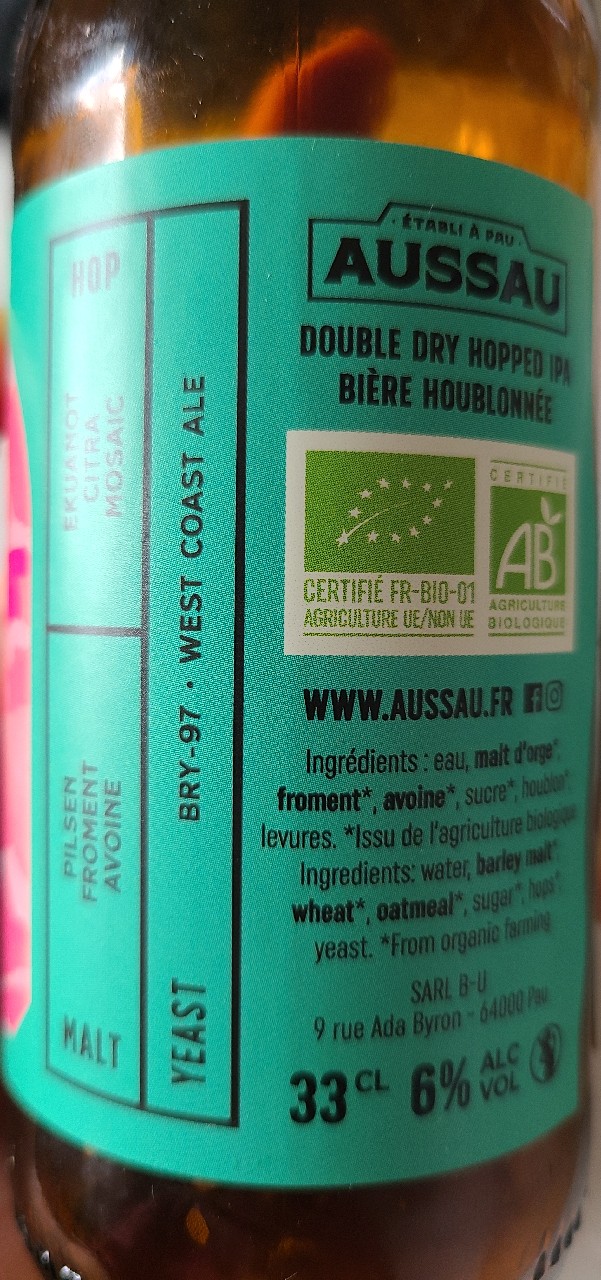 HOP
EKUANOT
CITRA
MOSAIC
PILSEN
FROMENT
AVOINE
MALT
BRY-97 · WEST COAST ALE
YEAST
· ÉTABLI À PAU ·
AUSSAU
DOUBLE DRY HOPPED IPA
BIÈRE HOUBLONNÉE
CERTIFIÉ FR-BIO-01
AGRICULTURE UE/NON UE
CERTIFIÉ
AB
AGRICULTURE
BIOLOGIQUE
WWW.AUSSAU.FR
Ingrédients : eau, malt d'orge*,
froment*, avoine*, sucre*, houblon*,
levures. *Issu de l'agriculture biologique
Ingredients: water, barley malt*,
wheat*, oatmeal*, sugar*, hops*,
yeast. *From organic farming
SARL B-U
9 rue Ada Byron - 64000 Pau
33 CL 6% ALC
VOL